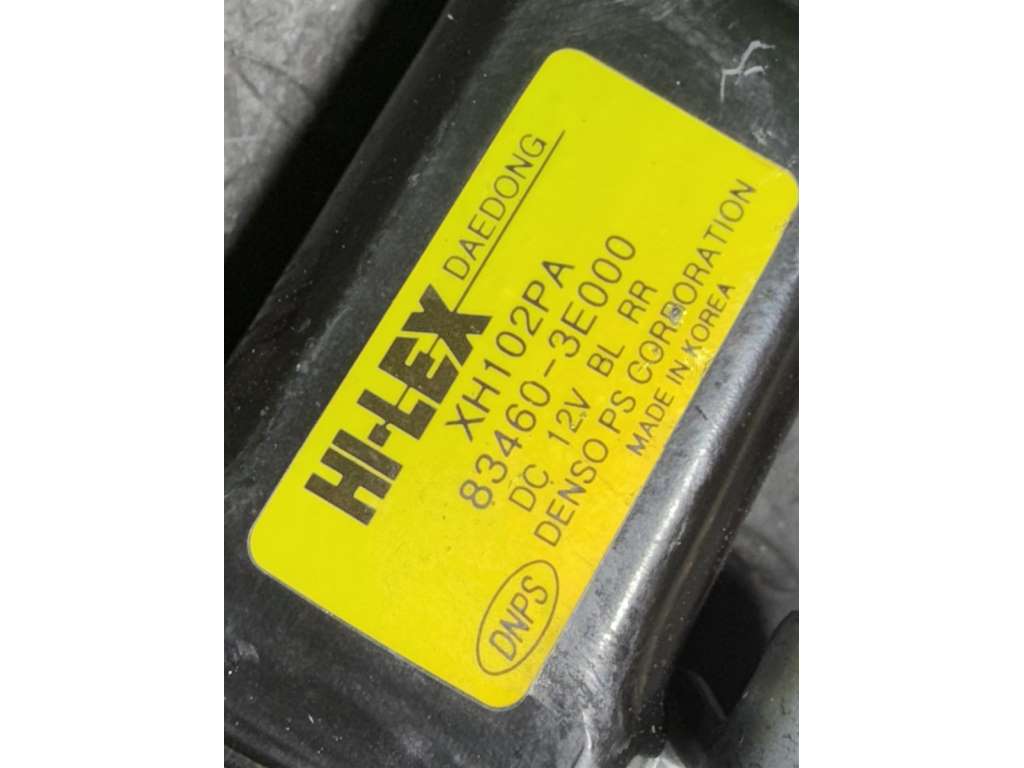 HI-LEX DAEDONG
XH102PA
83460-3E000
DC 12V BL RR
DNPS DENSO PS CORPORATION
MADE IN KOREA